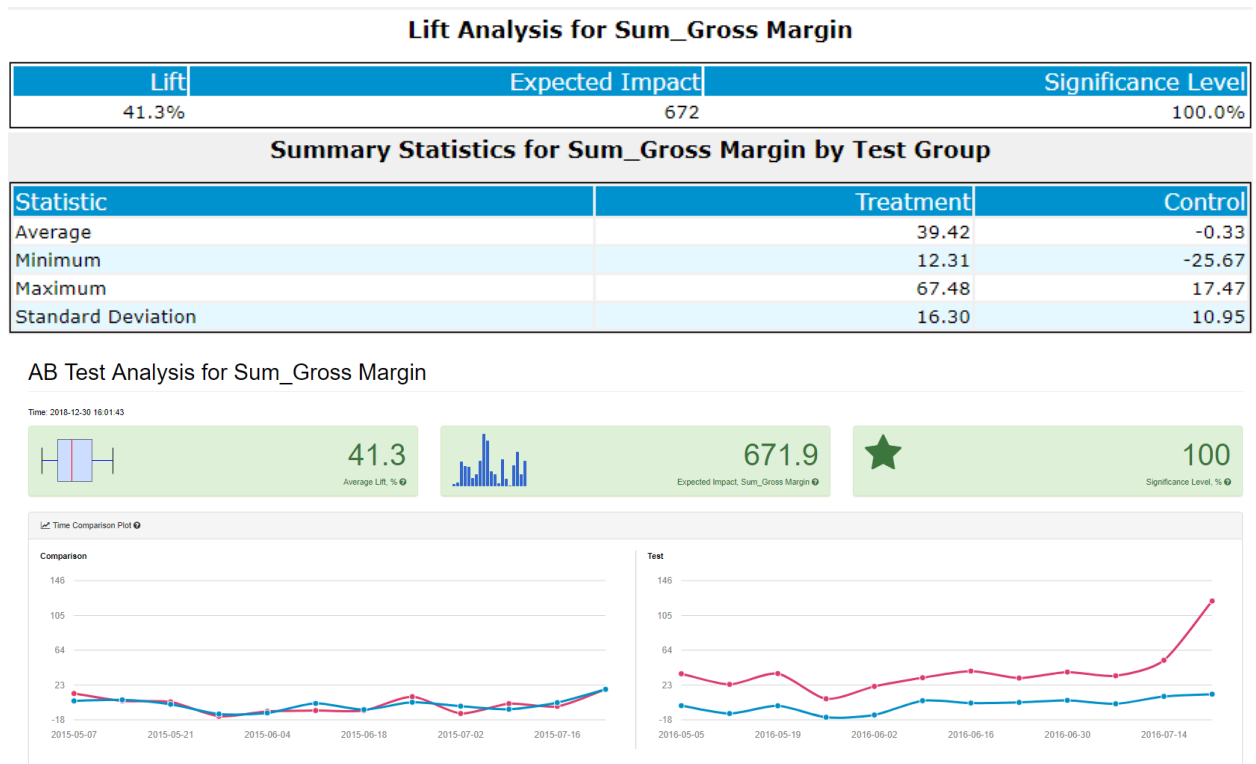 Lift Analysis for Sum_Gross Margin
Lift Expected Impact Significance Level
41.3% 672 100.0%
Summary Statistics for Sum_Gross Margin by Test Group
Statistic Treatment Control
Average 39.42 -0.33
Minimum 12.31 -25.67
Maximum 67.48 17.47
Standard Deviation 16.30 10.95
AB Test Analysis for Sum_Gross Margin
Time: 2018-12-30 16:01:43
41.3
Average Lift, %
671.9
Expected Impact, Sum_Gross Margin
100
Significance Level, %
Time Comparison Plot
Comparison
146
105
64
23
-18
2015-05-07 2015-05-21 2015-06-04 2015-06-18 2015-07-02 2015-07-16
Test
146
105
64
23
-18
2016-05-05 2016-05-19 2016-06-02 2016-06-16 2016-06-30 2016-07-14